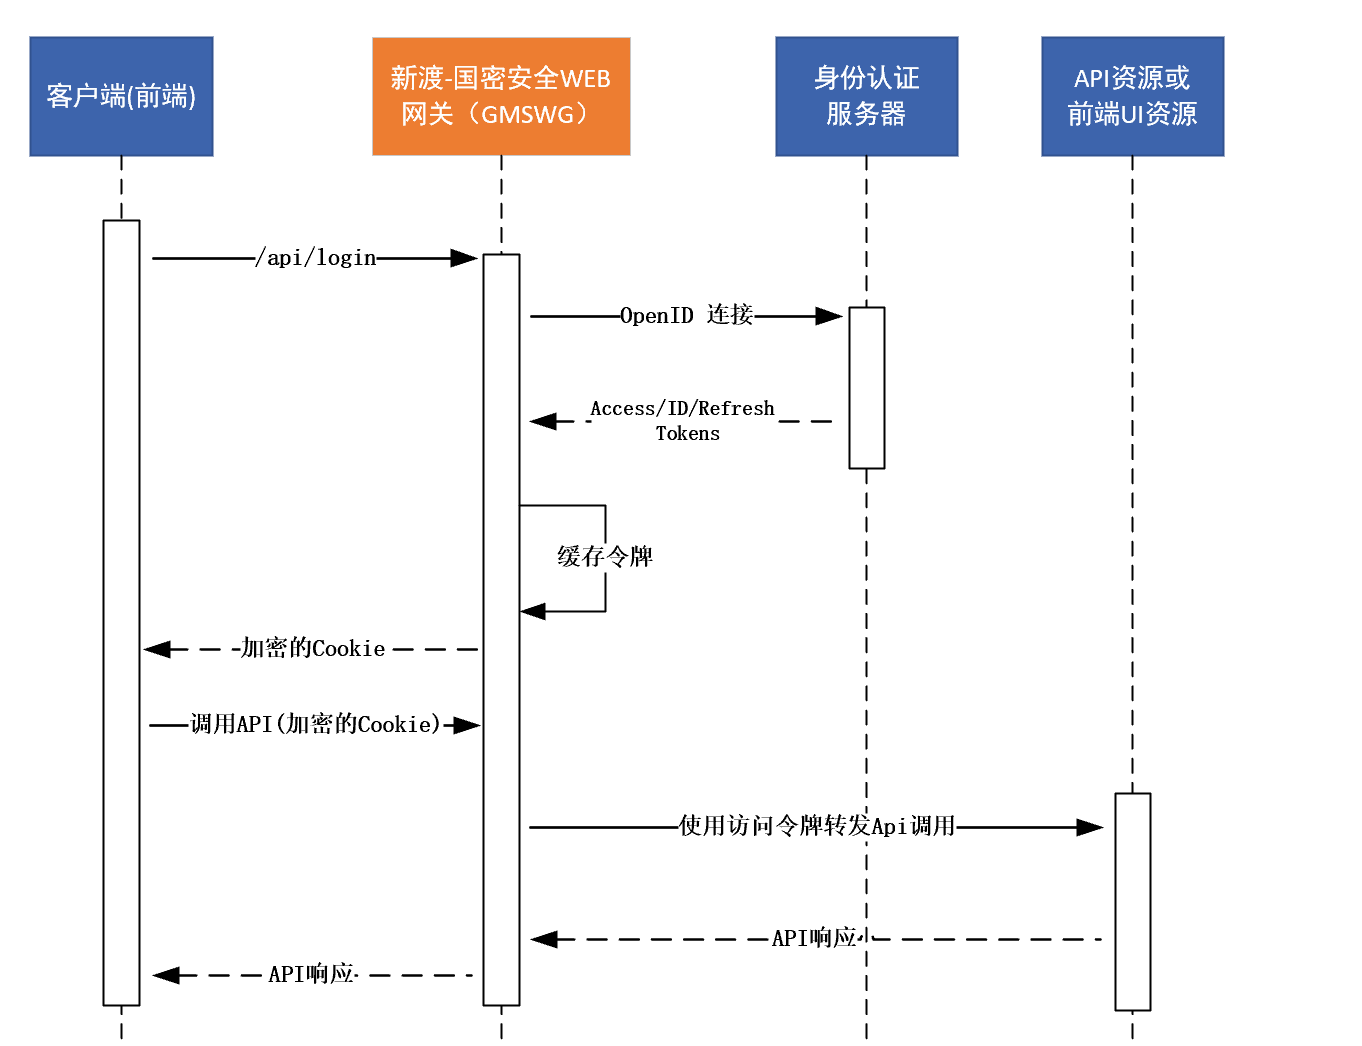 客户端(前端)
新渡-国密安全WEB
网关（GMSWG）
身份认证
服务器
API资源或
前端UI资源
/api/login
OpenID 连接
Access/ID/Refresh
Tokens
缓存令牌
加密的Cookie
调用API(加密的Cookie)
使用访问令牌转发Api调用
API响应
API响应